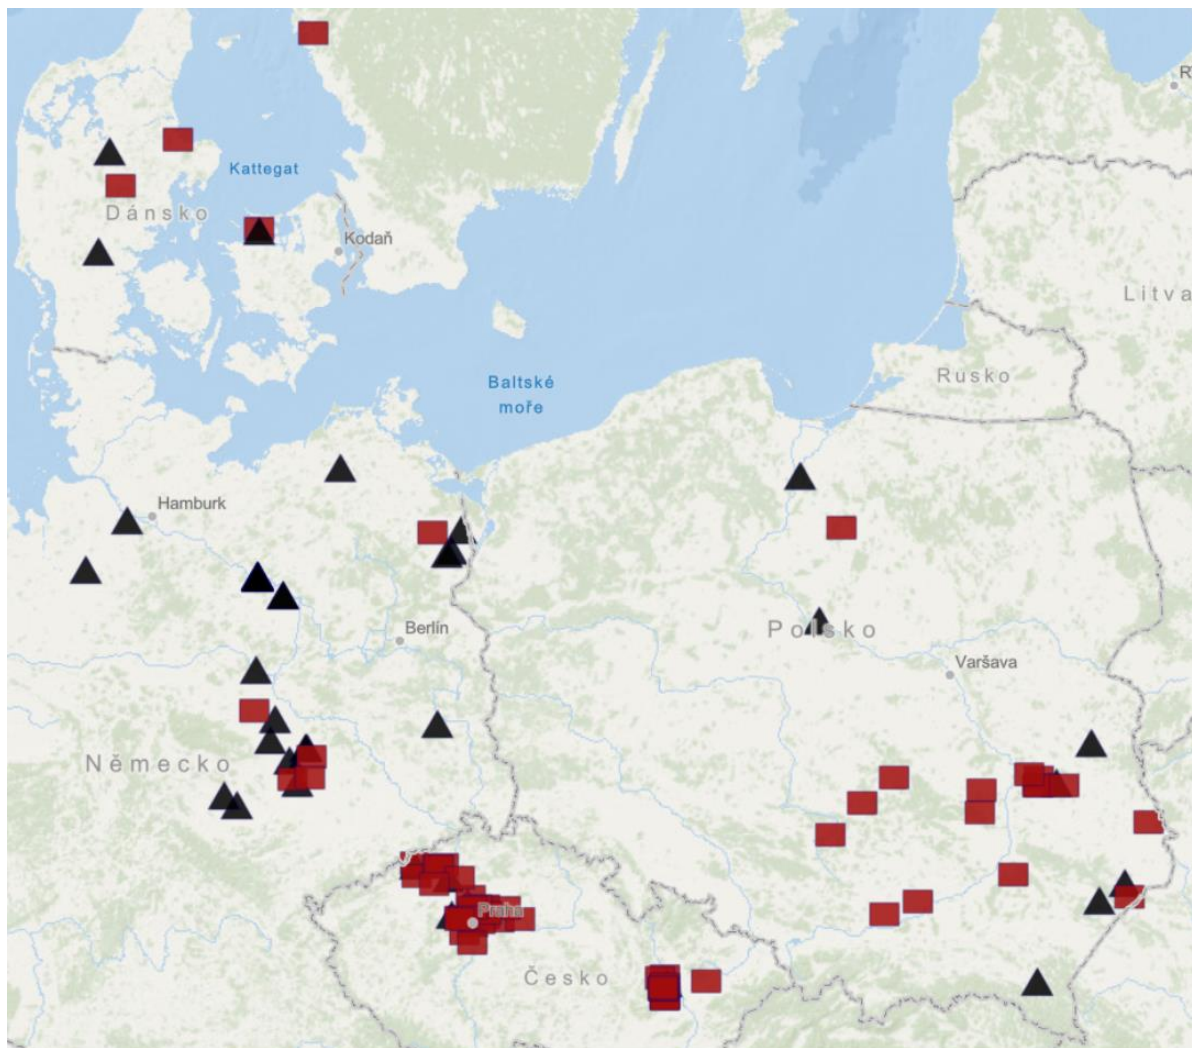 R
Kattegat
Dánsko
Kodaň
Litva
Rusko
Baltské
moře
Hamburk
Berlín
Polsko
Varšava
Německo
Praha
Česko